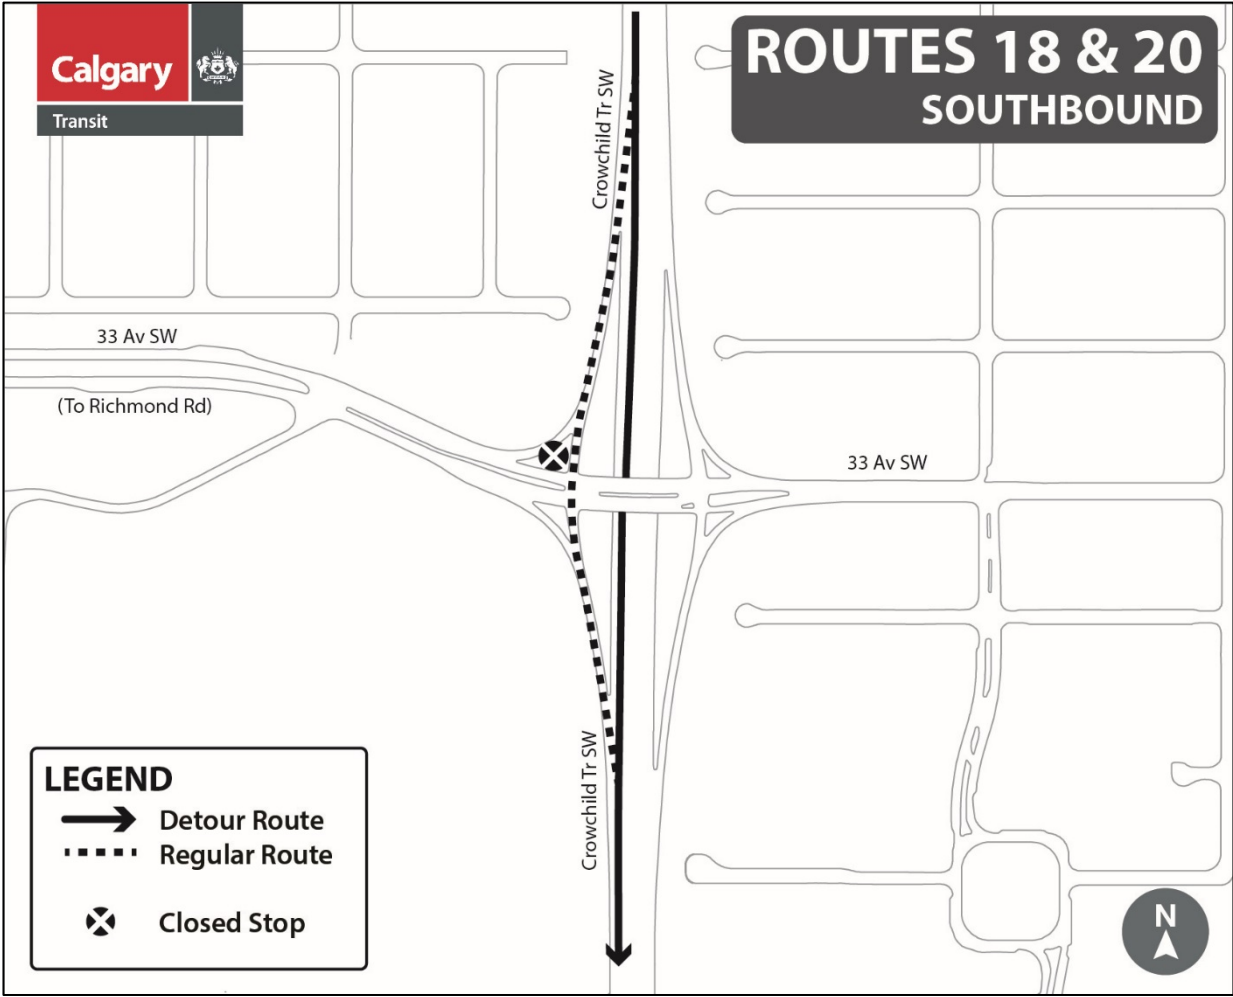 Calgary
Transit
ROUTES 18 & 20
SOUTHBOUND
Crowchild Tr SW
33 Av SW
(To Richmond Rd)
33 Av SW
Crowchild Tr SW
LEGEND
Detour Route
Regular Route
Closed Stop
N